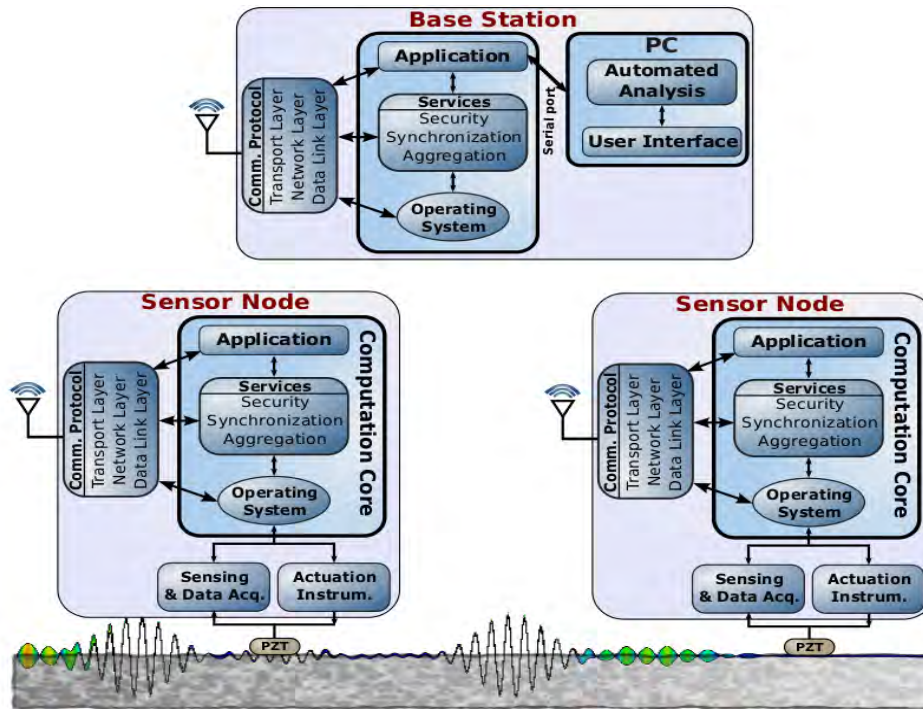 Base Station
Comm. Protocol
Transport Layer
Network Layer
Data Link Layer
Application
Services
Security
Synchronization
Aggregation
Operating
System
Serial port
PC
Automated
Analysis
User Interface
Sensor Node
Comm. Protocol
Transport Layer
Network Layer
Data Link Layer
Application
Services
Security
Synchronization
Aggregation
Operating
System
Computation Core
Sensing
& Data Acq.
Actuation
Instrum.
PZT
Sensor Node
Comm. Protocol
Transport Layer
Network Layer
Data Link Layer
Application
Services
Security
Synchronization
Aggregation
Operating
System
Computation Core
Sensing
& Data Acq.
Actuation
Instrum.
PZT